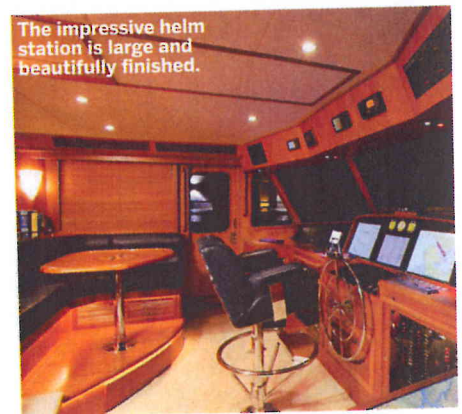 The impressive helm
station is large and
beautifully finished.